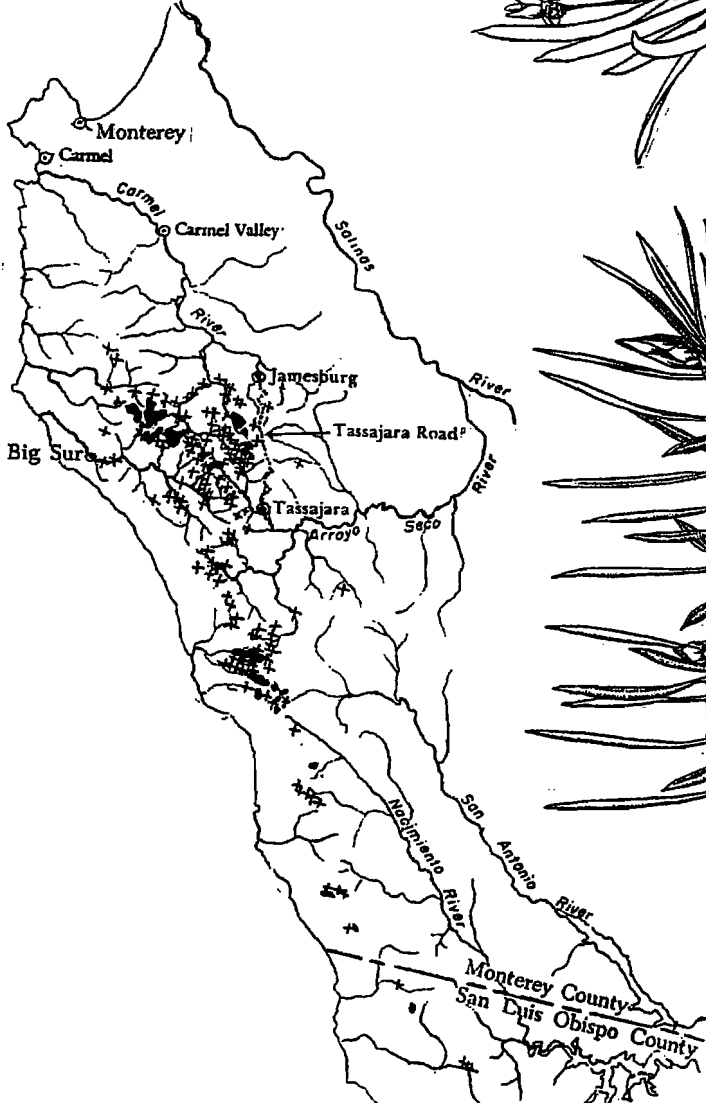 Monterey
Carmel
Carmel
Carmel Valley
Salinas
River
Jamesburg
River
Tassajara Road
Big Sur
River
Tassajara
Arroyo Seco
San Antonio River
Nacimiento River
Monterey County
San Luis Obispo County